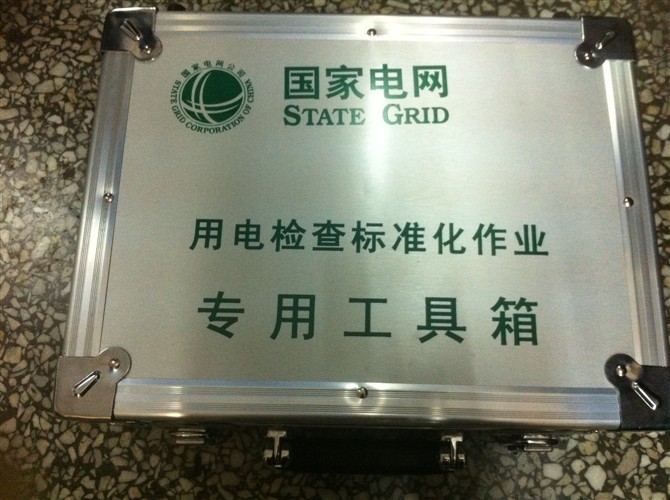 国家电网公司
STATE GRID CORPORATION OF CHINA
国家电网
STATE GRID
用电检查标准化作业
专用工具箱